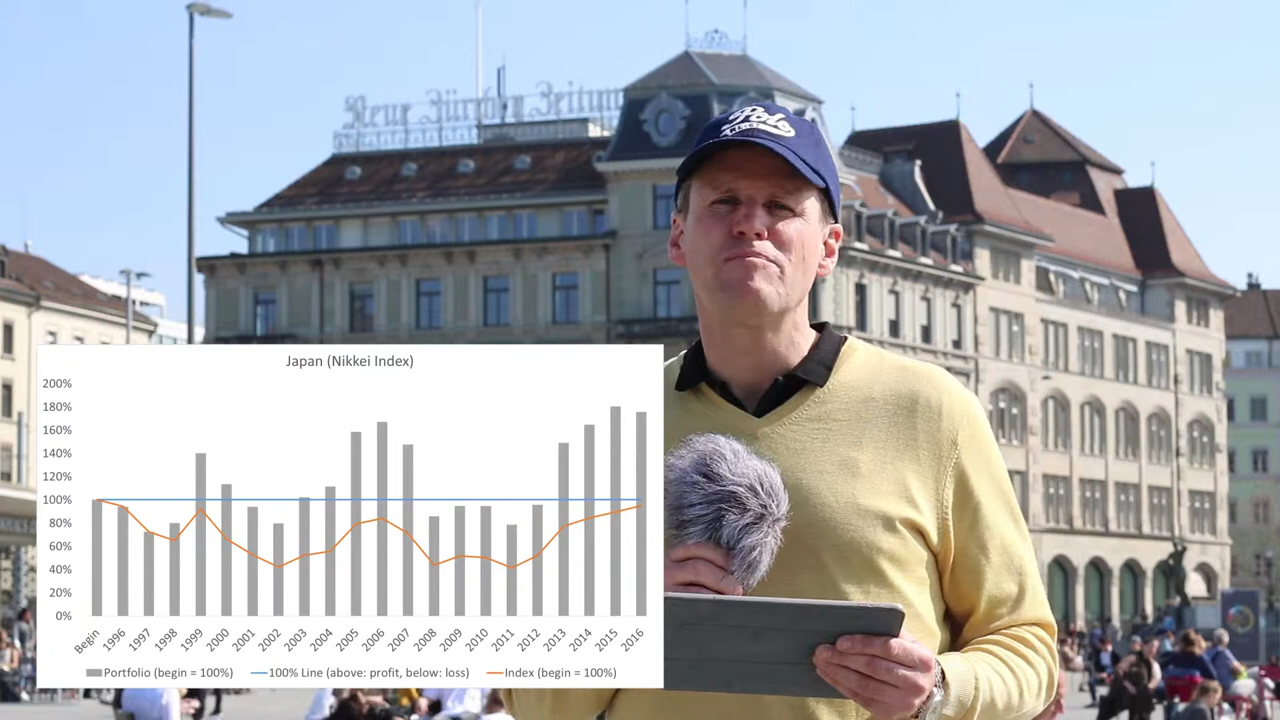 Neue Zürcher Zeitung
Polo
Japan (Nikkei Index)
200%
180%
160%
140%
120%
100%
80%
60%
40%
20%
0%
Begin 1996 1997 1998 1999 2000 2001 2002 2003 2004 2005 2006 2007 2008 2009 2010 2011 2012 2013 2014 2015 2016
Portfolio (begin = 100%) 100% Line (above: profit, below: loss) Index (begin = 100%)